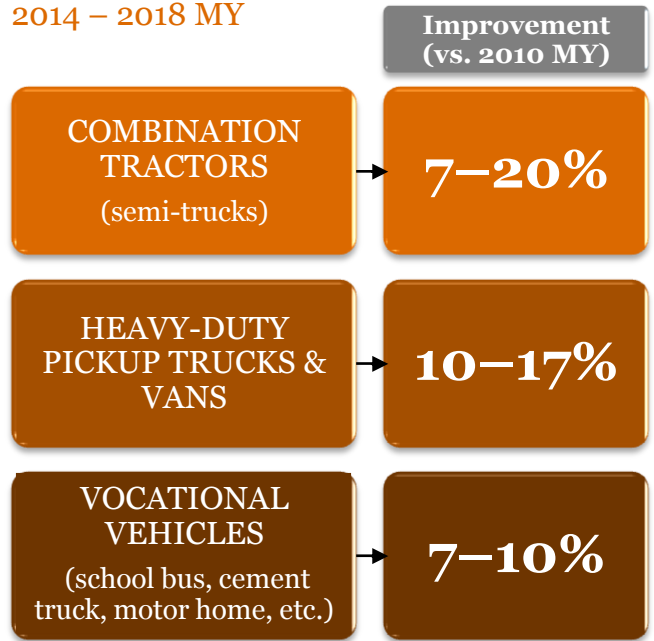 2014 – 2018 MY
Improvement
(vs. 2010 MY)
COMBINATION
TRACTORS
(semi-trucks)
7–20%
HEAVY-DUTY
PICKUP TRUCKS &
VANS
10–17%
VOCATIONAL
VEHICLES
(school bus, cement
truck, motor home, etc.)
7–10%